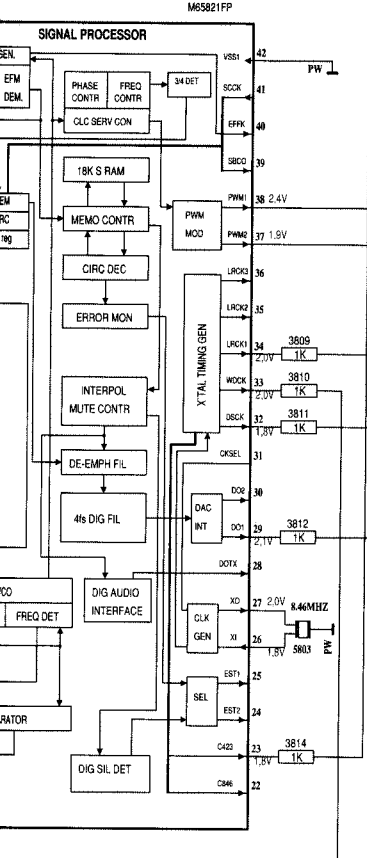 M65821FP
SIGNAL PROCESSOR
GEN.
EFM
DEM.
PHASE CONTR
FREQ CONTR
3/4 DET
CLC SERV CON
VSS1
42
PW
SCCK
41
EFFK
40
SBCO
39
18K S RAM
EM
RC
reg
MEMO CONTR
PWM MOD
PWM1
38 2,4V
PWM2
37 1,9V
CIRC DEC
ERROR MON
X`TAL TIMING GEN
LRCK3
36
LRCK2
35
LRCK1
34
2,0V
3809
1K
WDCK
33
2,0V
3810
1K
DSCK
32
1,8V
3811
1K
CKSEL
31
INTERPOL
MUTE CONTR
DE-EMPH FIL
4fs DIG FIL
DAC
INT
DO2
30
DO1
29
2,1V
3812
1K
DOTX
28
VCO
FREQ DET
DIG AUDIO
INTERFACE
CLK
GEN
XO
27 2,0V
XI
26
1,8V
8.46MHZ
5803
PW
SEL
EST1
25
EST2
24
ARATOR
DIG SIL DET
C423
23
1,8V
3814
1K
C846
22